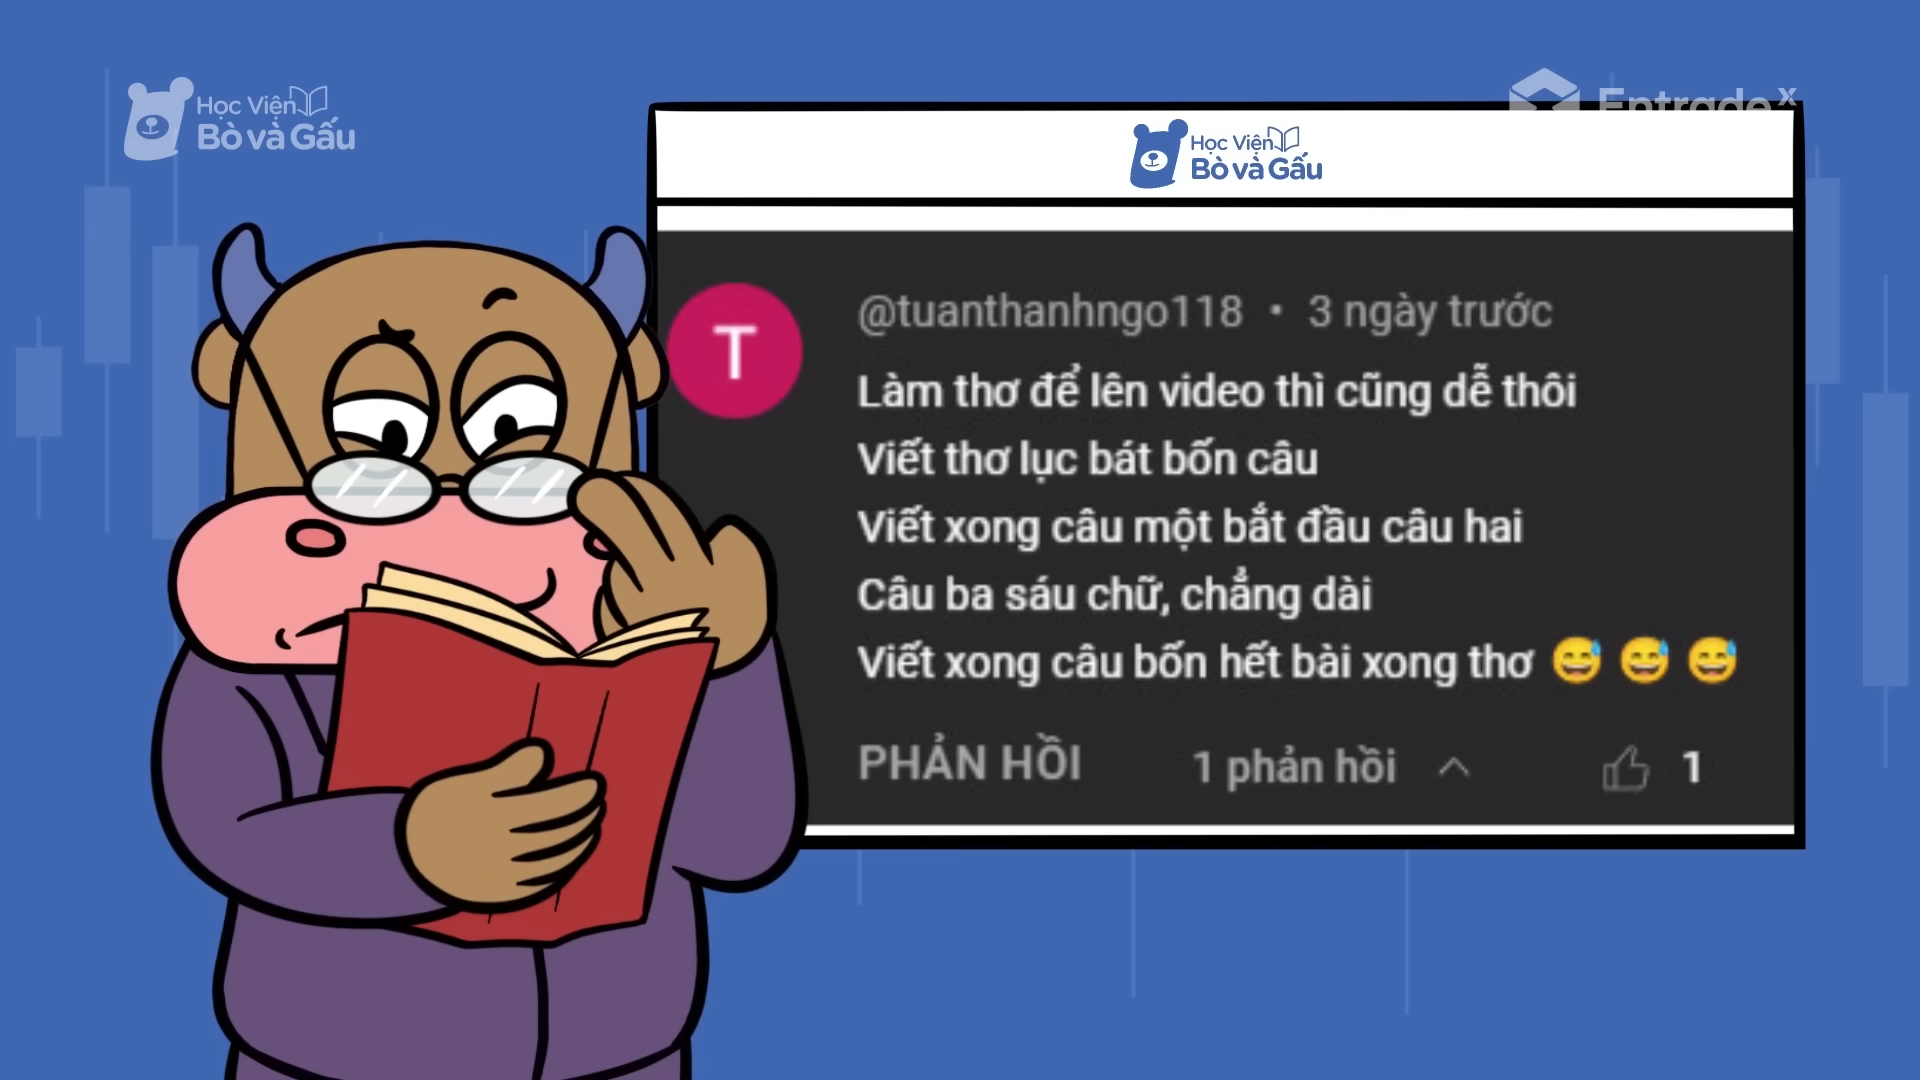 Học Viện
Bò và Gấu
Entrade X
Học Viện
Bò và Gấu
T
@tuanthanhngo118 • 3 ngày trước
Làm thơ để lên video thì cũng dễ thôi
Viết thơ lục bát bốn câu
Viết xong câu một bắt đầu câu hai
Câu ba sáu chữ, chẳng dài
Viết xong câu bốn hết bài xong thơ 😅 😅 😅
PHẢN HỒI 1 phản hồi 1